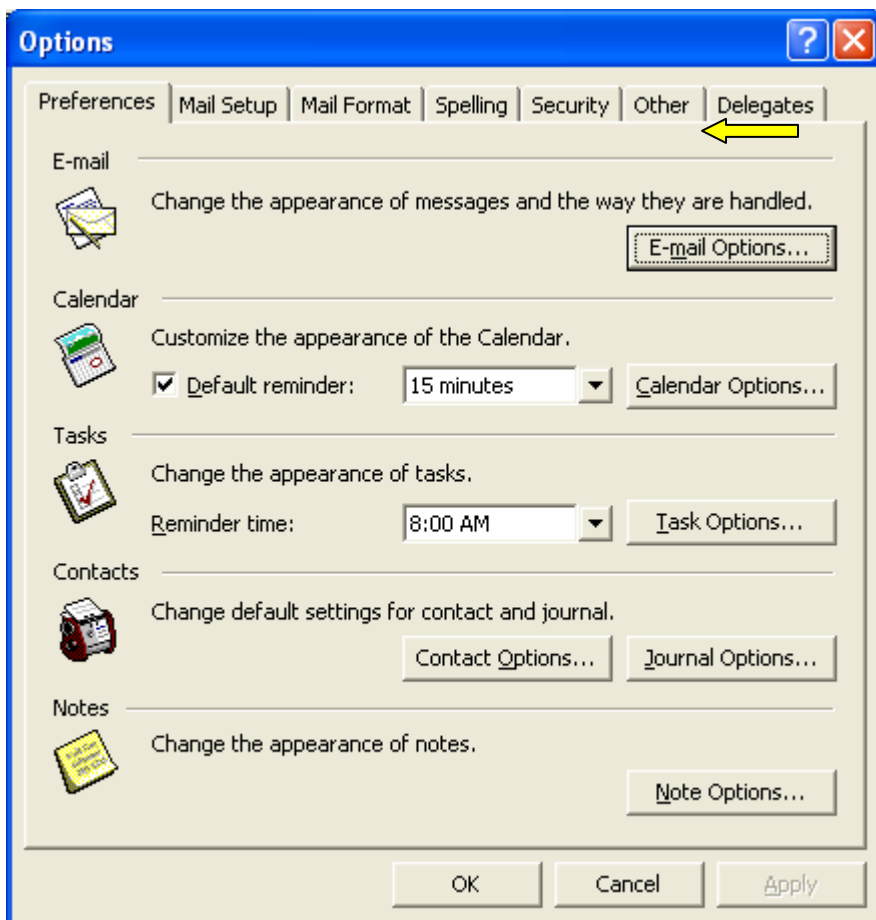 Options
Preferences Mail Setup Mail Format Spelling Security Other Delegates
E-mail
Change the appearance of messages and the way they are handled.
E-mail Options...
Calendar
Customize the appearance of the Calendar.
Default reminder: 15 minutes Calendar Options...
Tasks
Change the appearance of tasks.
Reminder time: 8:00 AM Task Options...
Contacts
Change default settings for contact and journal.
Contact Options... Journal Options...
Notes
Change the appearance of notes.
Note Options...
OK Cancel Apply